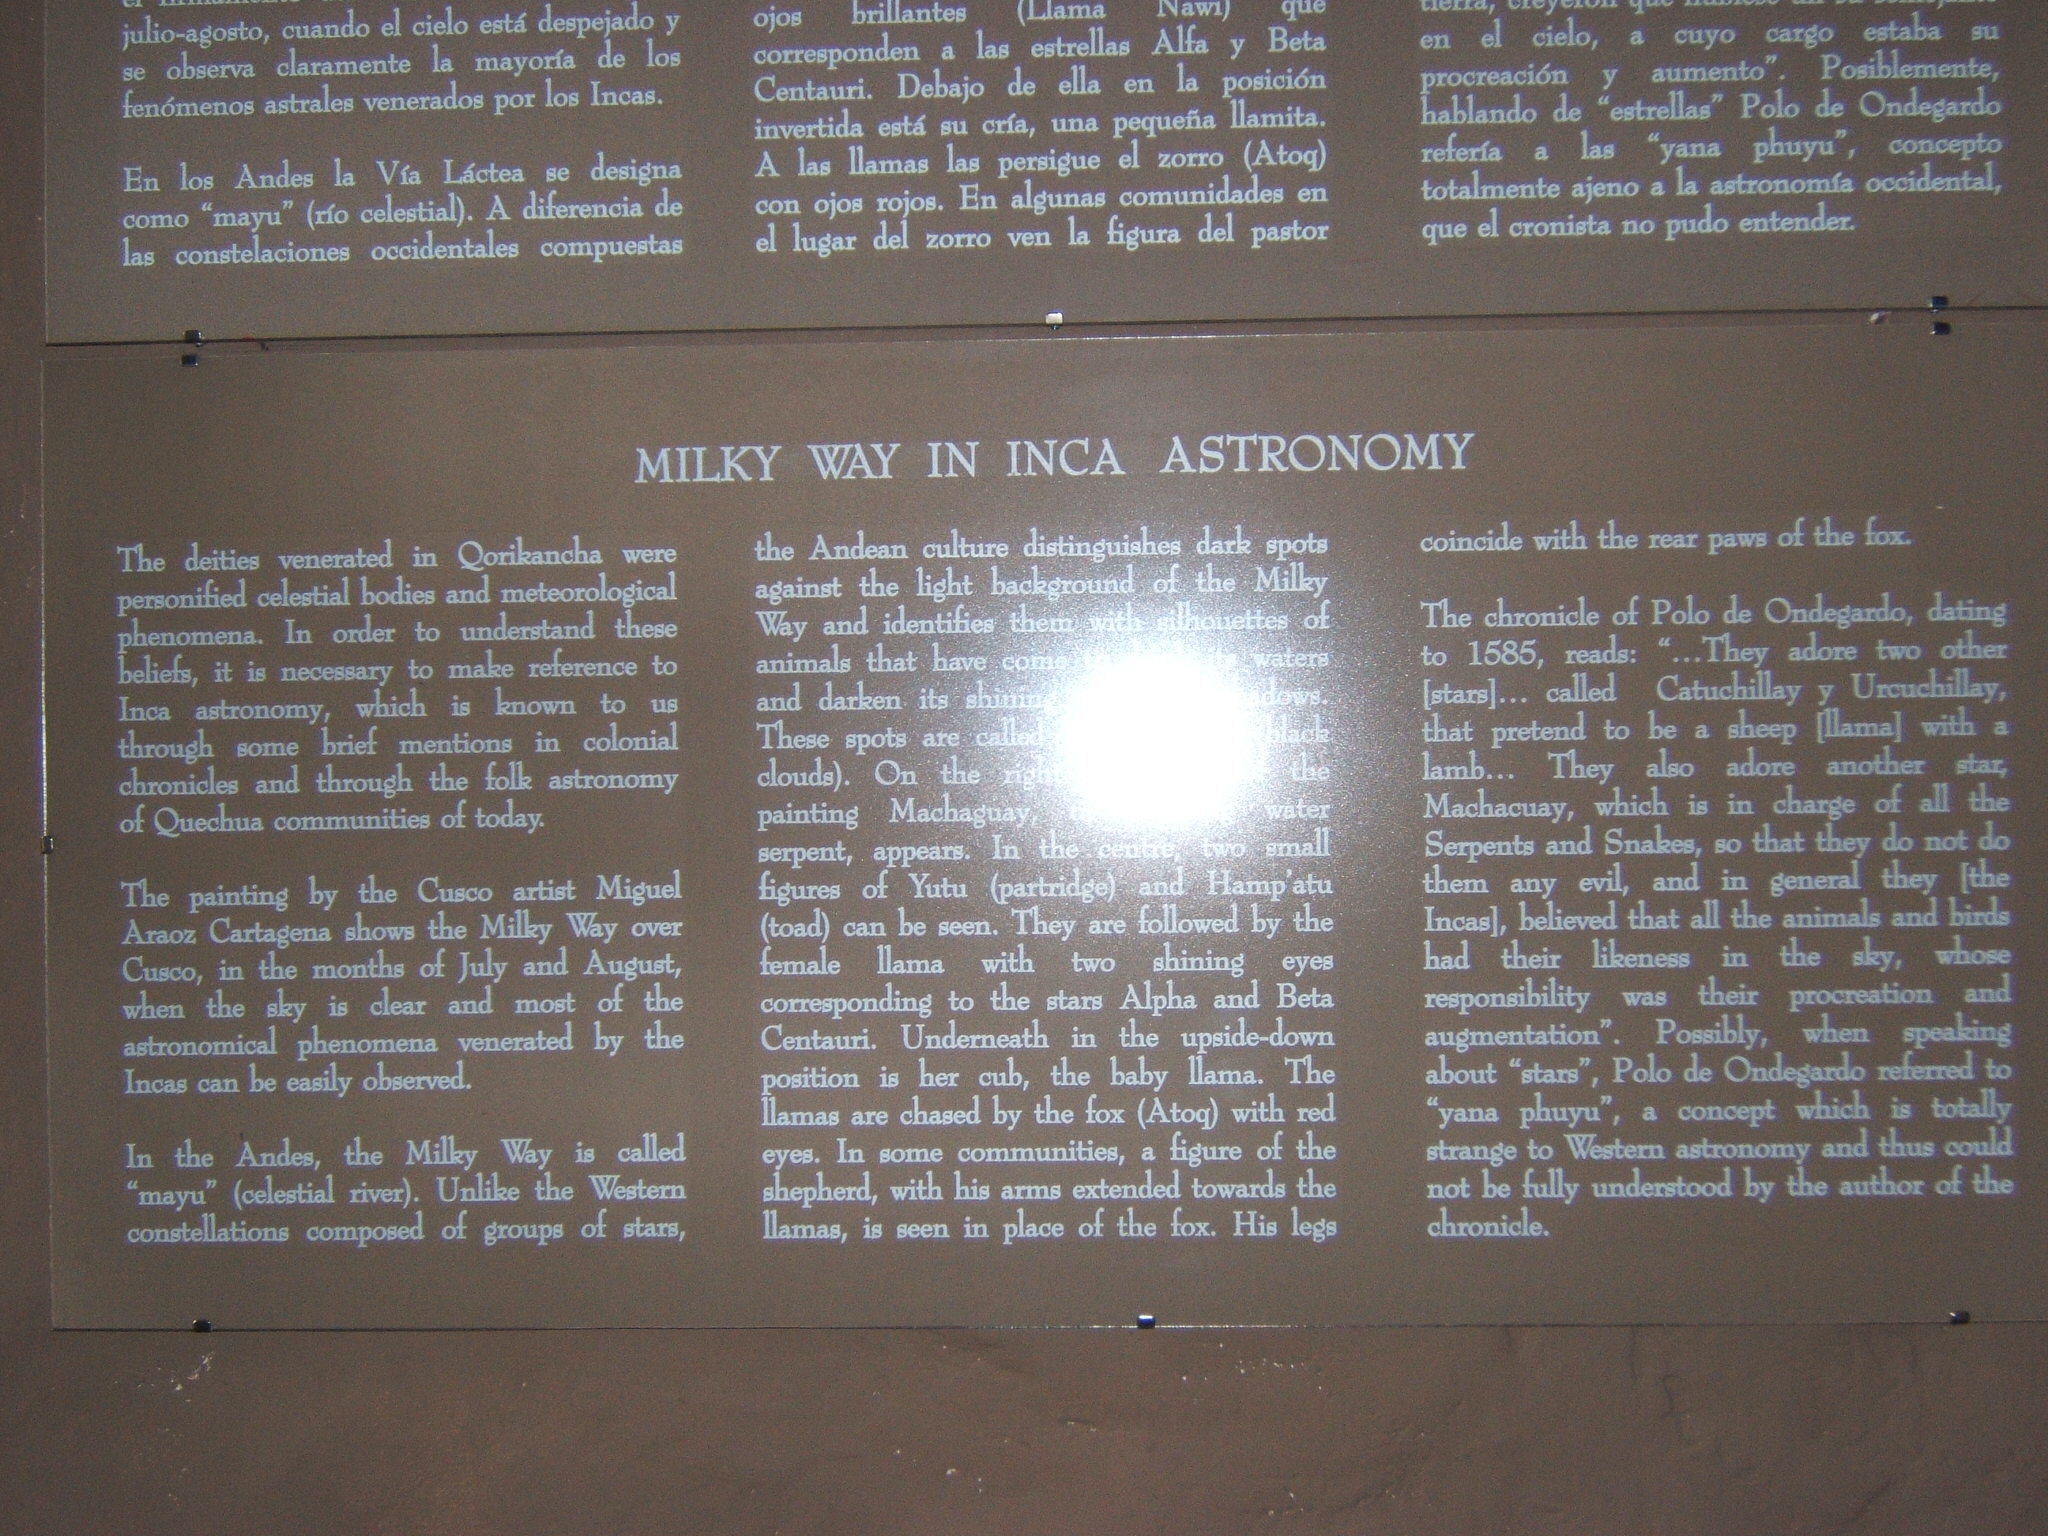 julio-agosto, cuando el cielo está despejado y
se observa claramente la mayoría de los
fenómenos astrales venerados por los Incas.
En los Andes la Vía Láctea se designa
como “mayu” (río celestial). A diferencia de
las constelaciones occidentales compuestas
ojos brillantes (Llama Ñawi) que
corresponden a las estrellas Alfa y Beta
Centauri. Debajo de ella en la posición
invertida está su cría, una pequeña llamita.
A las llamas las persigue el zorro (Atoq)
con ojos rojos. En algunas comunidades en
el lugar del zorro ven la figura del pastor
en el cielo, a cuyo cargo estaba su
procreación y aumento”. Posiblemente,
hablando de “estrellas” Polo de Ondegardo
refería a las “yana phuyu”, concepto
totalmente ajeno a la astronomía occidental,
que el cronista no pudo entender.
MILKY WAY IN INCA ASTRONOMY
The deities venerated in Qorikancha were
personified celestial bodies and meteorological
phenomena. In order to understand these
beliefs, it is necessary to make reference to
Inca astronomy, which is known to us
through some brief mentions in colonial
chronicles and through the folk astronomy
of Quechua communities of today.
The painting by the Cusco artist Miguel
Araoz Cartagena shows the Milky Way over
Cusco, in the months of July and August,
when the sky is clear and most of the
astronomical phenomena venerated by the
Incas can be easily observed.
In the Andes, the Milky Way is called
“mayu” (celestial river). Unlike the Western
constellations composed of groups of stars,
the Andean culture distinguishes dark spots
against the light background of the Milky
Way and identifies them with silhouettes of
animals that have come waters
and darken its
These spots are called black
clouds). On the the
painting Machaguay, water
serpent, appears. In the centre, two small
figures of Yutu (partridge) and Hamp'atu
(toad) can be seen. They are followed by the
female llama with two shining eyes
corresponding to the stars Alpha and Beta
Centauri. Underneath in the upside-down
position is her cub, the baby llama. The
llamas are chased by the fox (Atoq) with red
eyes. In some communities, a figure of the
shepherd, with his arms extended towards the
llamas, is seen in place of the fox. His legs
coincide with the rear paws of the fox.
The chronicle of Polo de Ondegardo, dating
to 1585, reads: “...They adore two other
[stars]... called Catuchillay y Urcuchillay,
that pretend to be a sheep [llama] with a
lamb... They also adore another star,
Machacuay, which is in charge of all the
Serpents and Snakes, so that they do not do
them any evil, and in general they [the
Incas], believed that all the animals and birds
had their likeness in the sky, whose
responsibility was their procreation and
augmentation”. Possibly, when speaking
about “stars”, Polo de Ondegardo referred to
“yana phuyu”, a concept which is totally
strange to Western astronomy and thus could
not be fully understood by the author of the
chronicle.